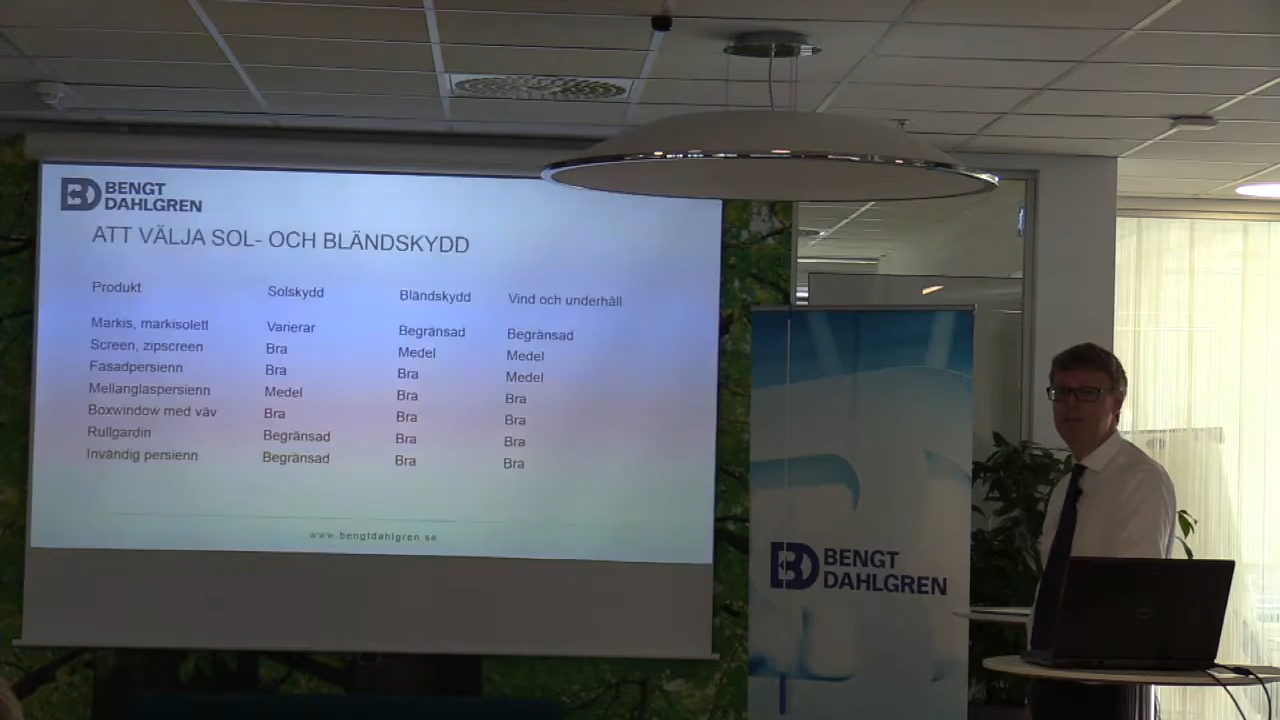 BENGT
DAHLGREN
ATT VÄLJA SOL- OCH BLÄNDSKYDD
Produkt Solskydd Bländskydd Vind och underhåll
Markis, markisolett Varierar Begränsad Begränsad
Screen, zipscreen Bra Medel Medel
Fasadpersienn Bra Bra Medel
Mellanglaspersienn Medel Bra Bra
Boxwindow med väv Bra Bra Bra
Rullgardin Begränsad Bra Bra
Invändig persienn Begränsad Bra Bra
www.bengtdahlgren.se
BENGT
DAHLGREN